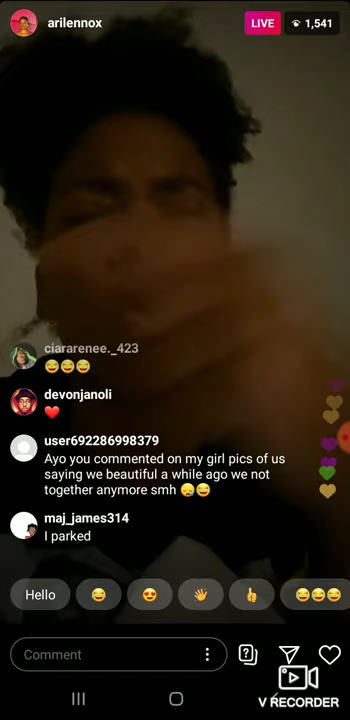 arilennox
LIVE
1,541
ciararenee._423
😂😂😂
devonjanoli
❤️
user692286998379
Ayo you commented on my girl pics of us
saying we beautiful a while ago we not
together anymore smh 😪😂
maj_james314
I parked
Hello 😂 😍 👋 👍 😂😂😂
Comment
V RECORDER